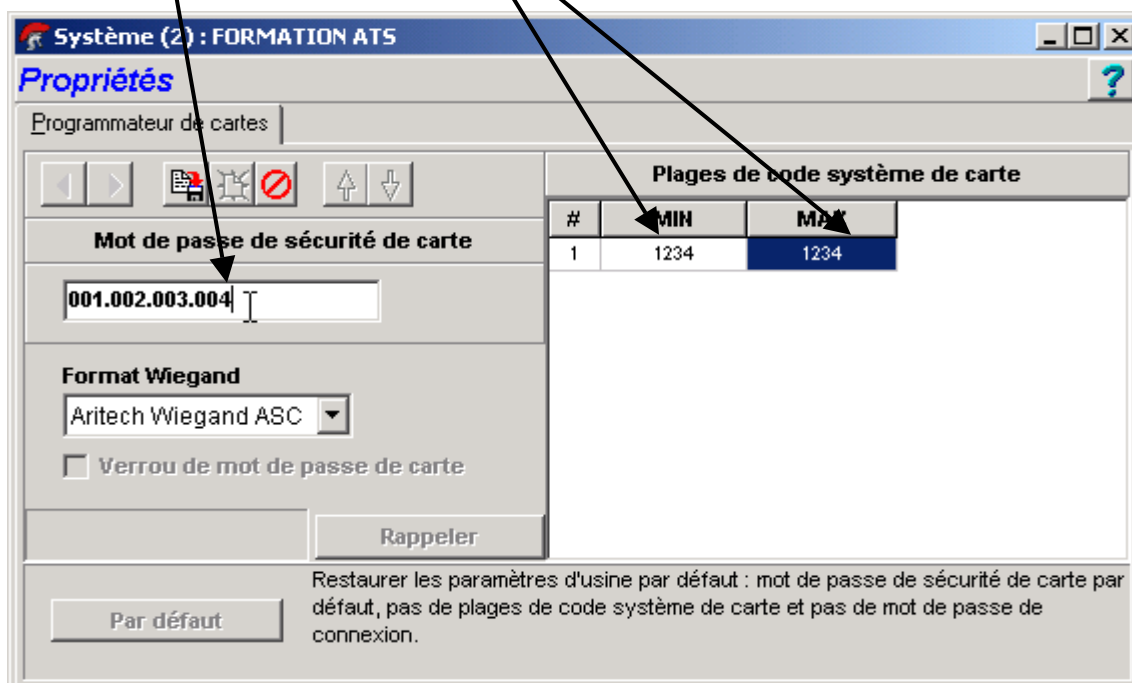 Système (2) : FORMATION ATS
Propriétés
?
Programmateur de cartes
Mot de passe de sécurité de carte
001.002.003.004
Format Wiegand
Aritech Wiegand ASC
Verrou de mot de passe de carte
Rappeler
Plages de code système de carte
# MIN MAX
1 1234 1234
Par défaut
Restaurer les paramètres d'usine par défaut : mot de passe de sécurité de carte par
défaut, pas de plages de code système de carte et pas de mot de passe de
connexion.